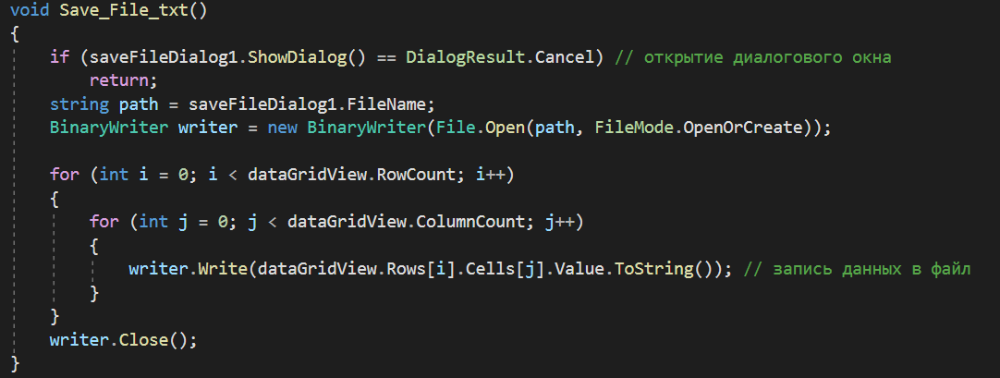 void Save_File_txt()
{
if (saveFileDialog1.ShowDialog() == DialogResult.Cancel) // открытие диалогового окна
return;
string path = saveFileDialog1.FileName;
BinaryWriter writer = new BinaryWriter(File.Open(path, FileMode.OpenOrCreate));
for (int i = 0; i < dataGridView.RowCount; i++)
{
for (int j = 0; j < dataGridView.ColumnCount; j++)
{
writer.Write(dataGridView.Rows[i].Cells[j].Value.ToString()); // запись данных в файл
}
}
writer.Close();
}